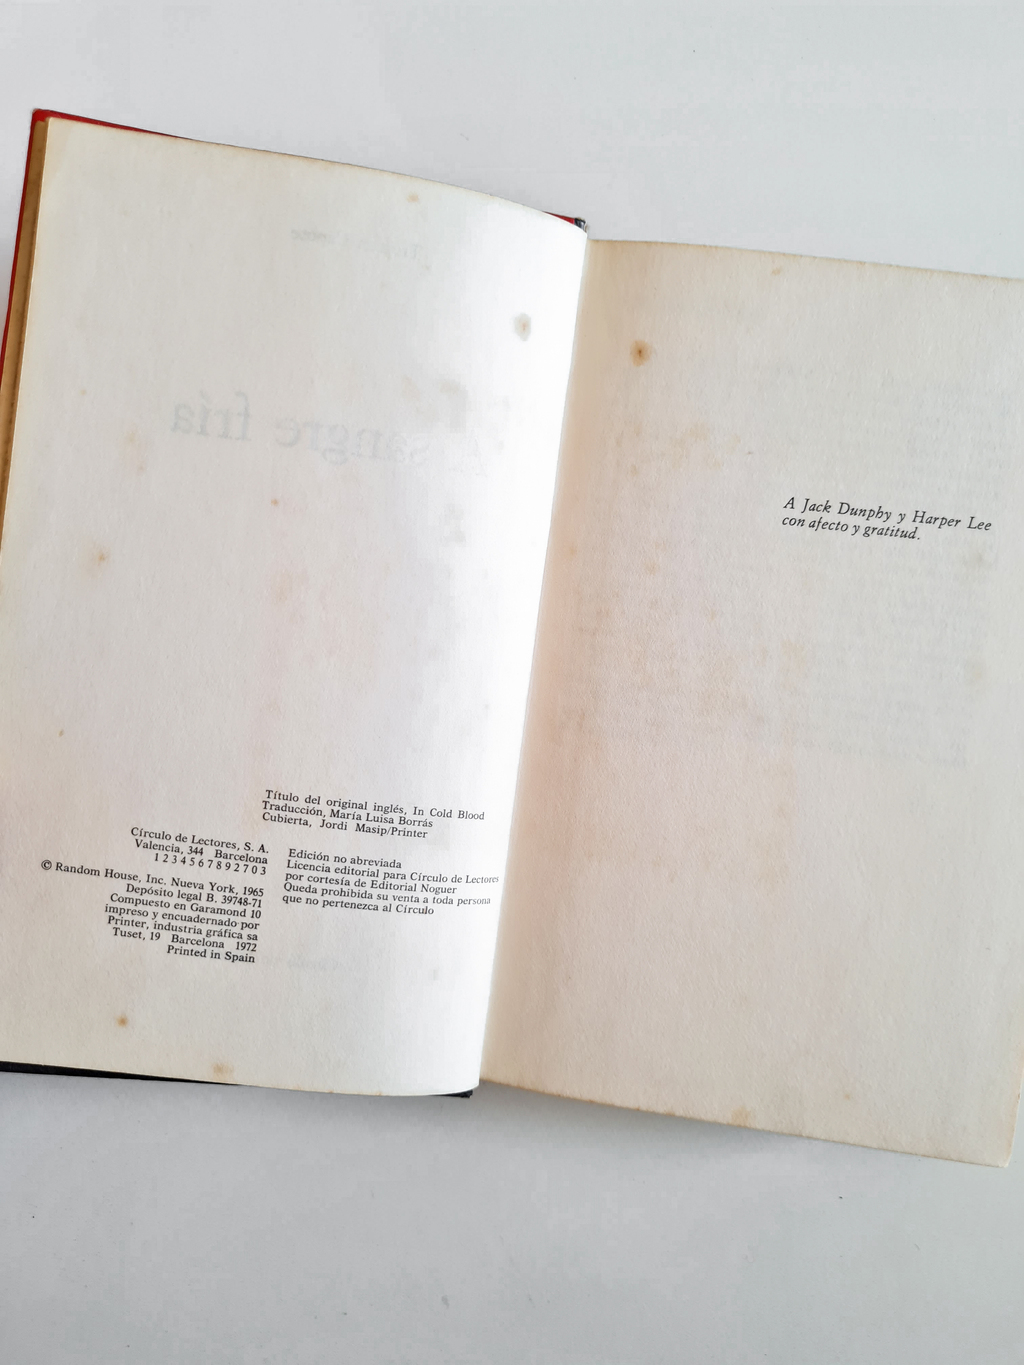 Título del original inglés, In Cold Blood
Traducción, María Luisa Borrás
Cubierta, Jordi Masip/Printer
Círculo de Lectores, S. A.
Valencia, 344 Barcelona
1 2 3 4 5 6 7 8 9 2 7 0 3
Edición no abreviada
Licencia editorial para Círculo de Lectores
por cortesía de Editorial Noguer
Queda prohibida su venta a toda persona
que no pertenezca al Círculo
© Random House, Inc. Nueva York, 1965
Depósito legal B. 39748-71
Compuesto en Garamond 10
impreso y encuadernado por
Printer, industria gráfica sa
Tuset, 19 Barcelona 1972
Printed in Spain
A Jack Dunphy y Harper Lee
con afecto y gratitud.